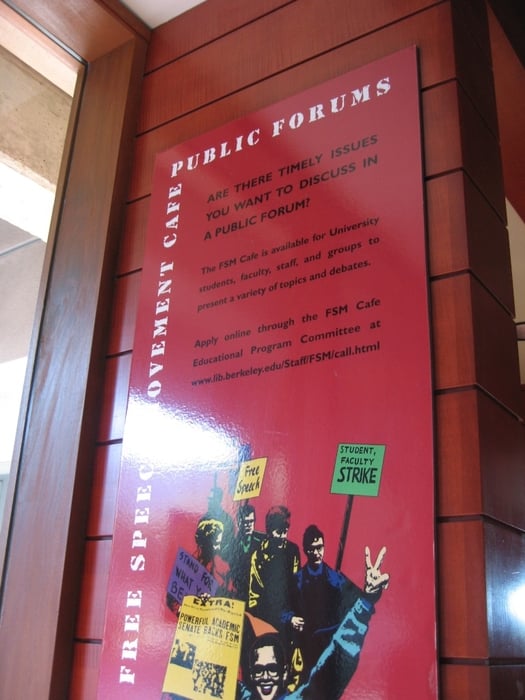 PUBLIC FORUMS
FREE SPEECH MOVEMENT CAFE
ARE THERE TIMELY ISSUES
YOU WANT TO DISCUSS IN
A PUBLIC FORUM?
The FSM Cafe is available for University
students, faculty, staff, and groups to
present a variety of topics and debates.
Apply online through the FSM Cafe
Educational Program Committee at
www.lib.berkeley.edu/Staff/FSM/call.html
STUDENT,
FACULTY
STRIKE
Free
Speech
STAND FOR
WHAT
EXTRA!
POWERFUL ACADEMIC
SENATE BACKS FSM